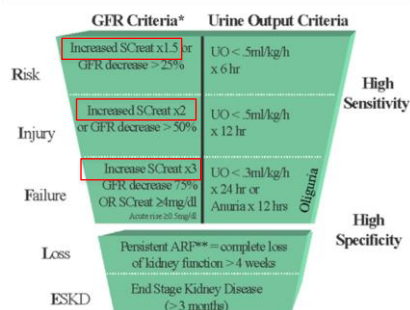 GFR Criteria* Urine Output Criteria
Risk
Increased SCreat x1.5 or
GFR decrease > 25%
UO < .5ml/kg/h
x 6 hr
High
Sensitivity
Injury
Increased SCreat x2
or GFR decrease > 50%
UO < .5ml/kg/h
x 12 hr
Failure
Increase SCreat x3
GFR decrease 75%
OR SCreat ≥4mg/dl
Acute rise ≥0.5mg/dl
UO < .3ml/kg/h
x 24 hr or
Anuria x 12 hrs
Oliguria
High
Specificity
Loss
Persistent ARF** = complete loss
of kidney function > 4 weeks
ESKD
End Stage Kidney Disease
(> 3 months)